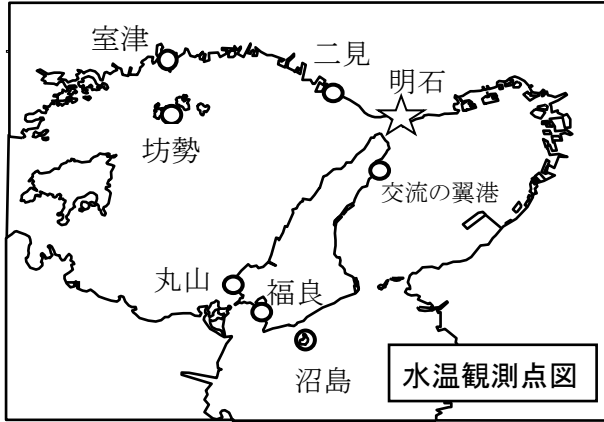 室津
二見
明石
坊勢
交流の翼港
丸山
福良
沼島
水温観測点図